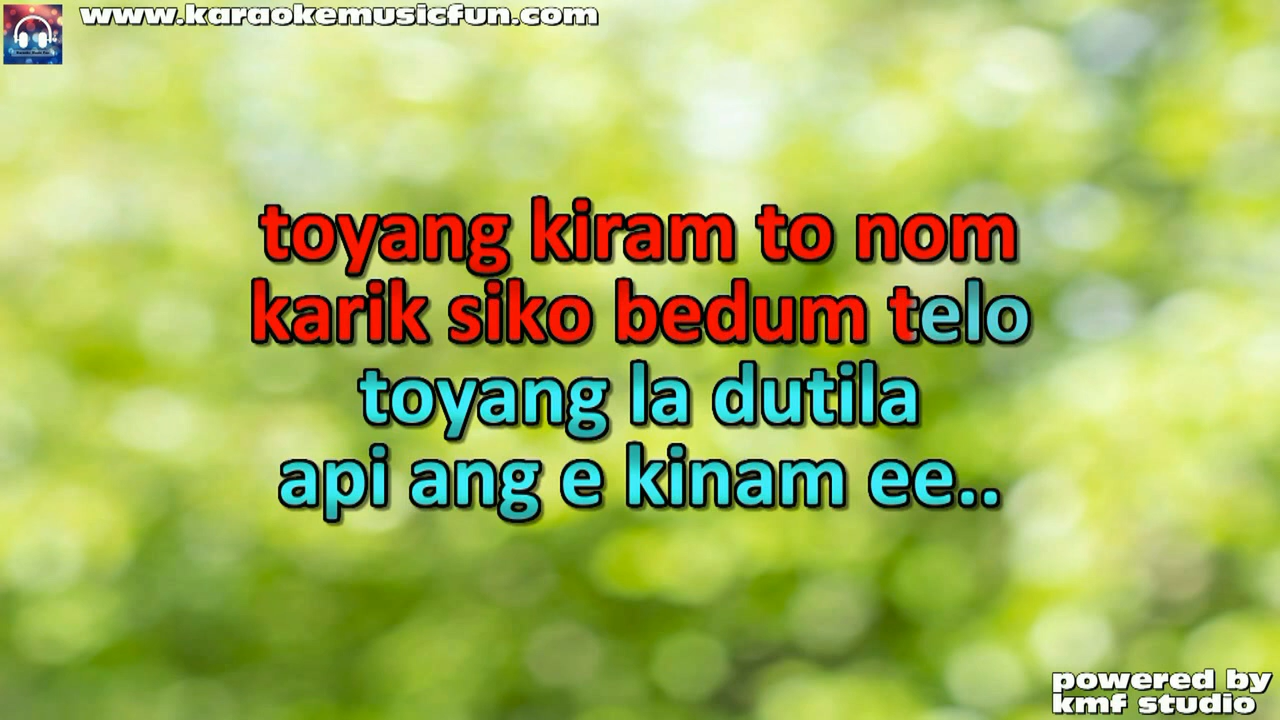 www.karaokemusicfun.com
toyang kiram to nom
karik siko bedum telo
toyang la dutila
api ang e kinam ee..
powered by
kmf studio